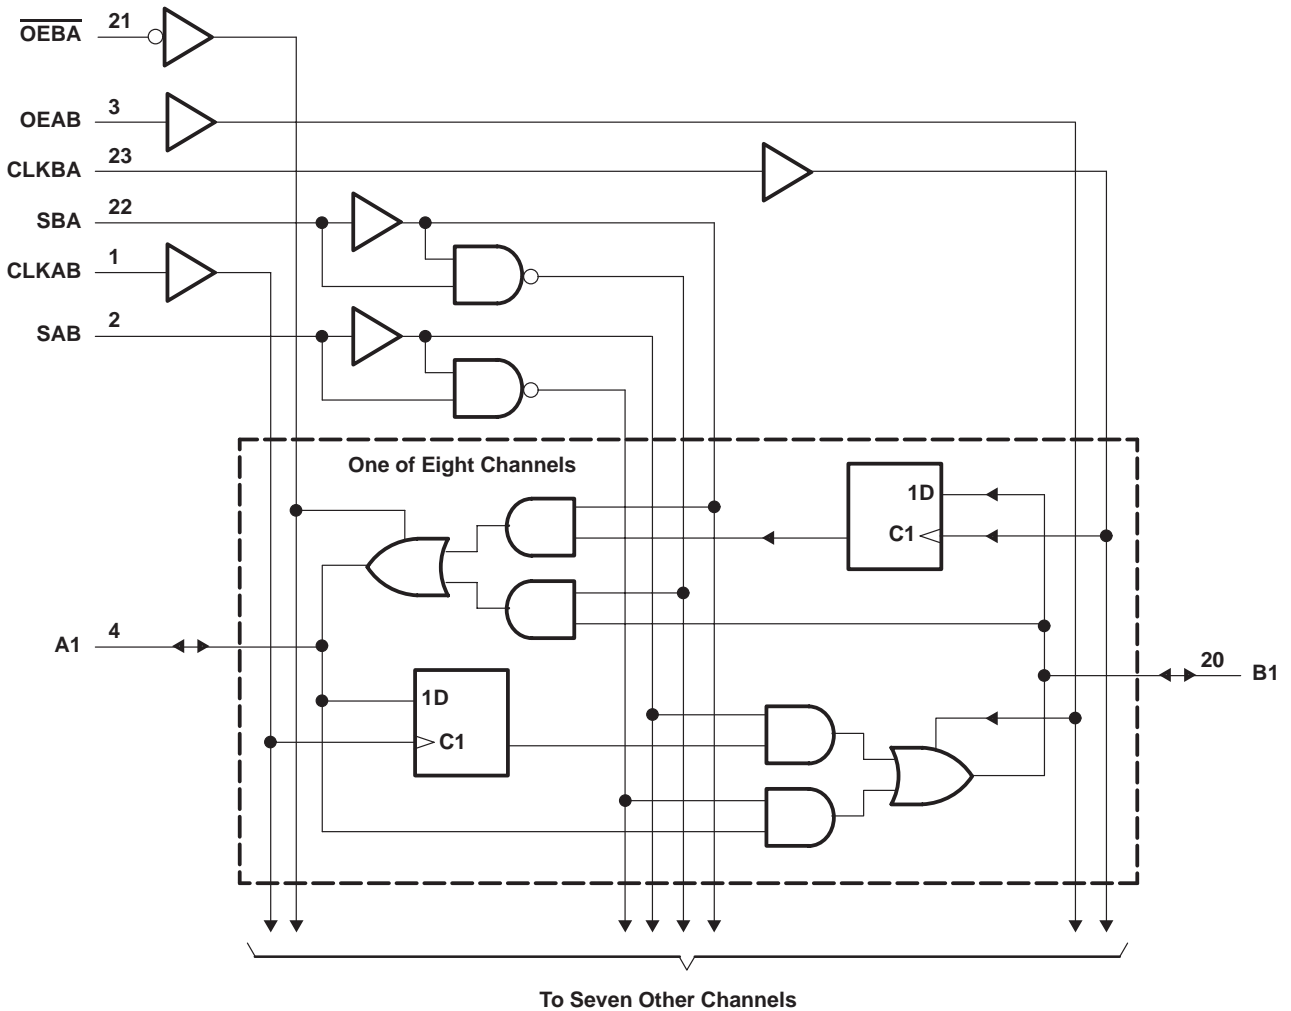 OEBA 21
OEAB 3
CLKBA 23
SBA 22
CLKAB 1
SAB 2
One of Eight Channels
1D
C1
A1 4
20 B1
1D
C1
To Seven Other Channels